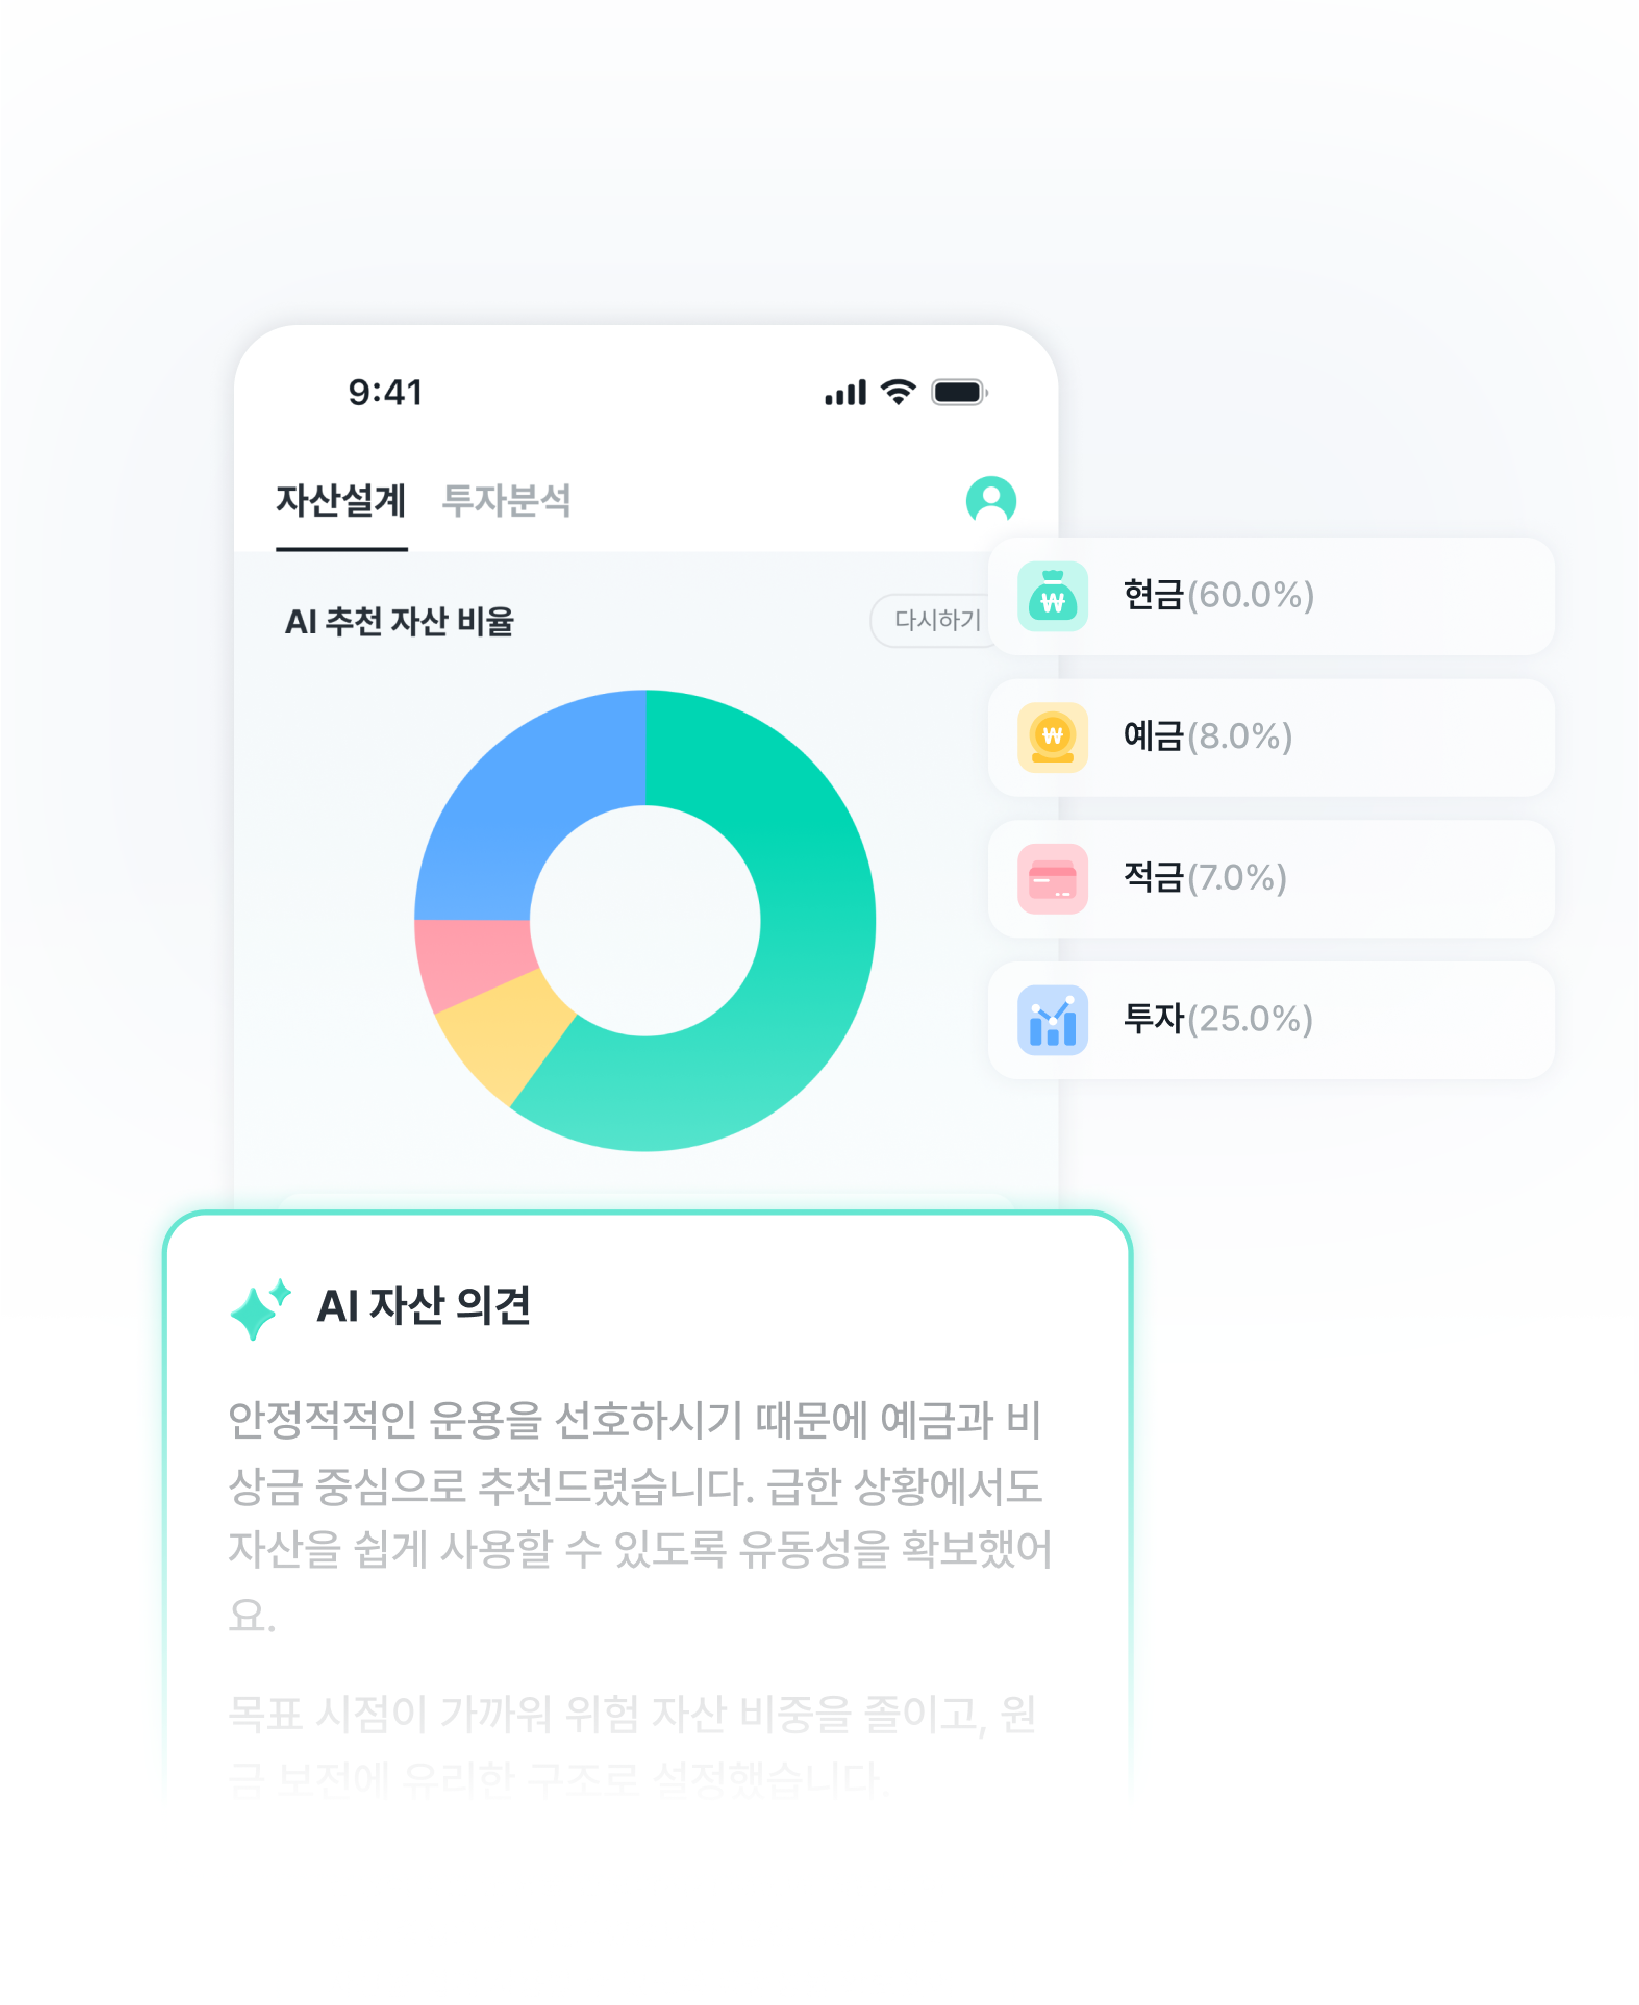 9:41
자산설계 투자분석
AI 추천 자산 비율
다시하기
₩ 현금(60.0%)
₩ 예금(8.0%)
적금(7.0%)
투자(25.0%)
AI 자산 의견
안정적적인 운용을 선호하시기 때문에 예금과 비
상금 중심으로 추천드렸습니다. 급한 상황에서도
자산을 쉽게 사용할 수 있도록 유동성을 확보했어
요.
목표 시점이 가까워 위험 자산 비중을 줄이고, 원
금 보전에 유리한 구조로 설정했습니다.